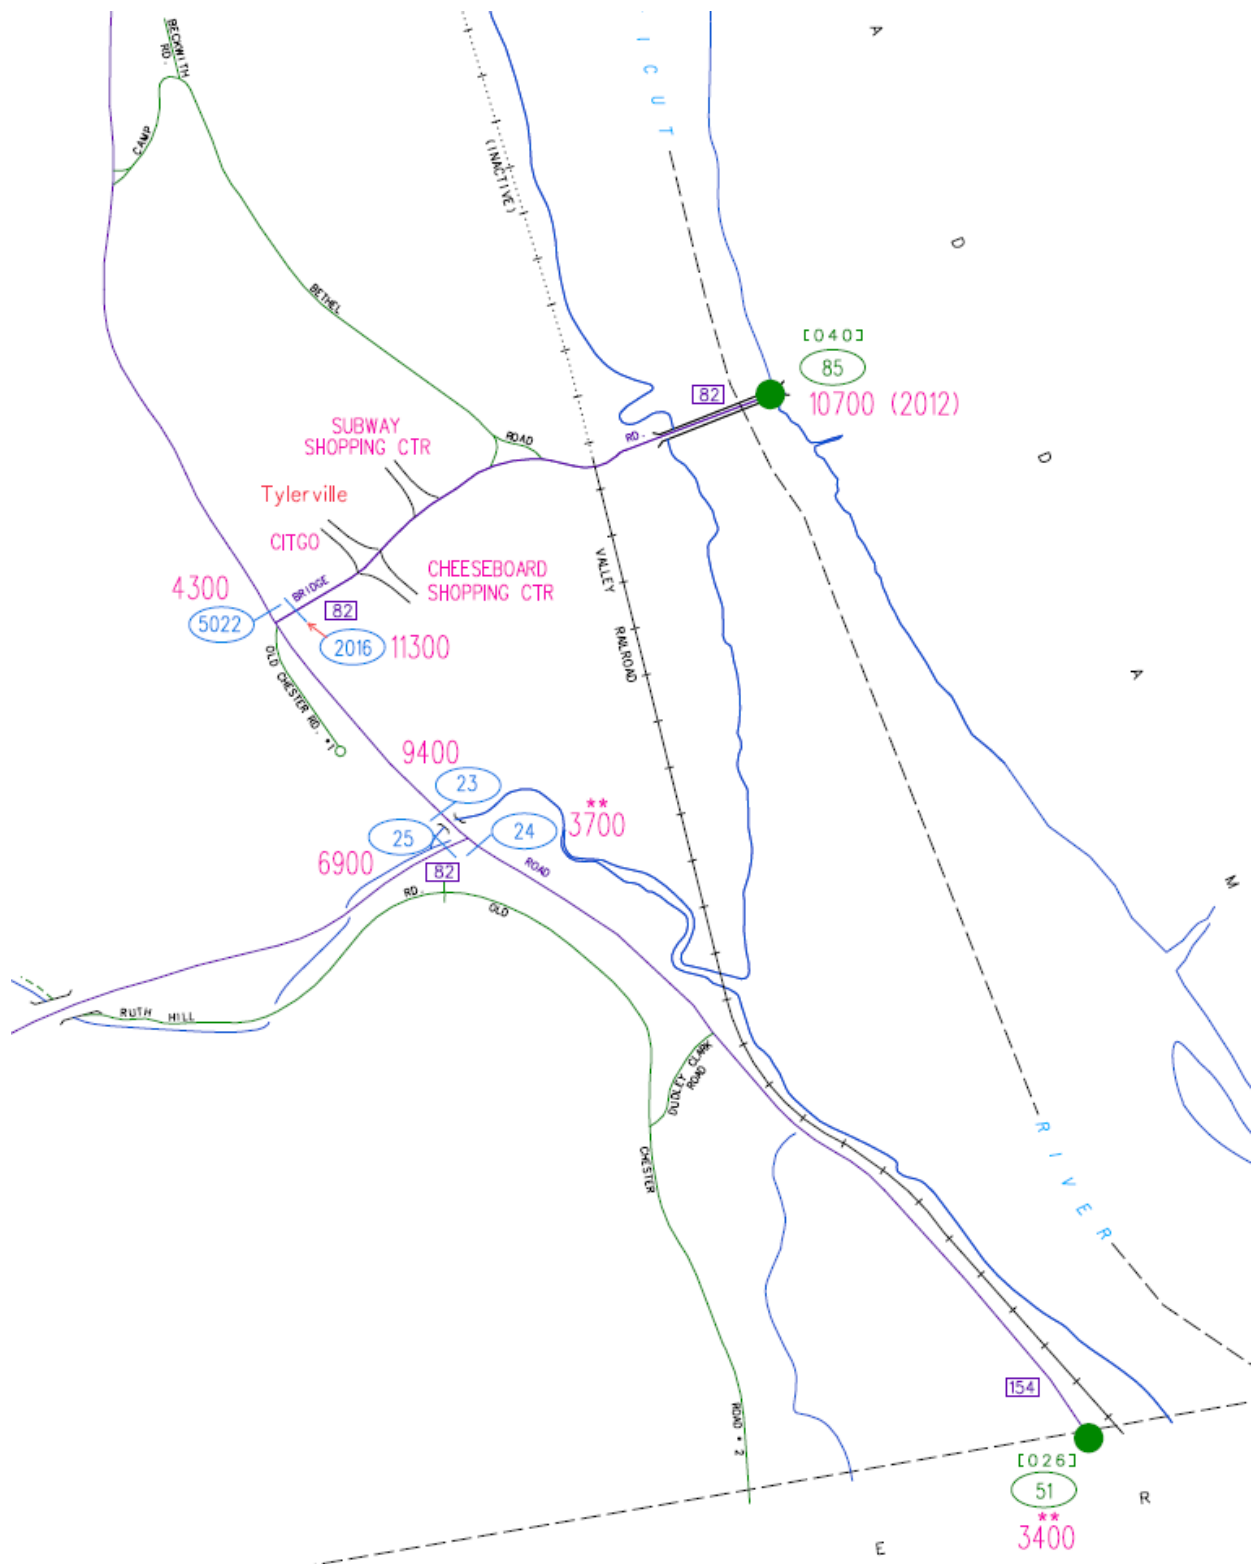 BECKWITH
RD.
I C U T
A
CAMP
(INACTIVE)
D
BETHEL
[040]
85
82
10700 (2012)
SUBWAY
SHOPPING CTR
ROAD
RD.
D
Tylerville
CITGO
CHEESEBOARD
SHOPPING CTR
VALLEY
4300
BRIDGE
82
5022
2016 11300
RAILROAD
OLD CHESTER RD. #1
A
9400
23
**
3700
25
24
6900
82
ROAD
RD.
OLD
M
RUTH HILL
DUDLEY CLARK
ROAD
CHESTER
R I V E R
154
ROAD # 2
[026]
51
**
3400
R
E